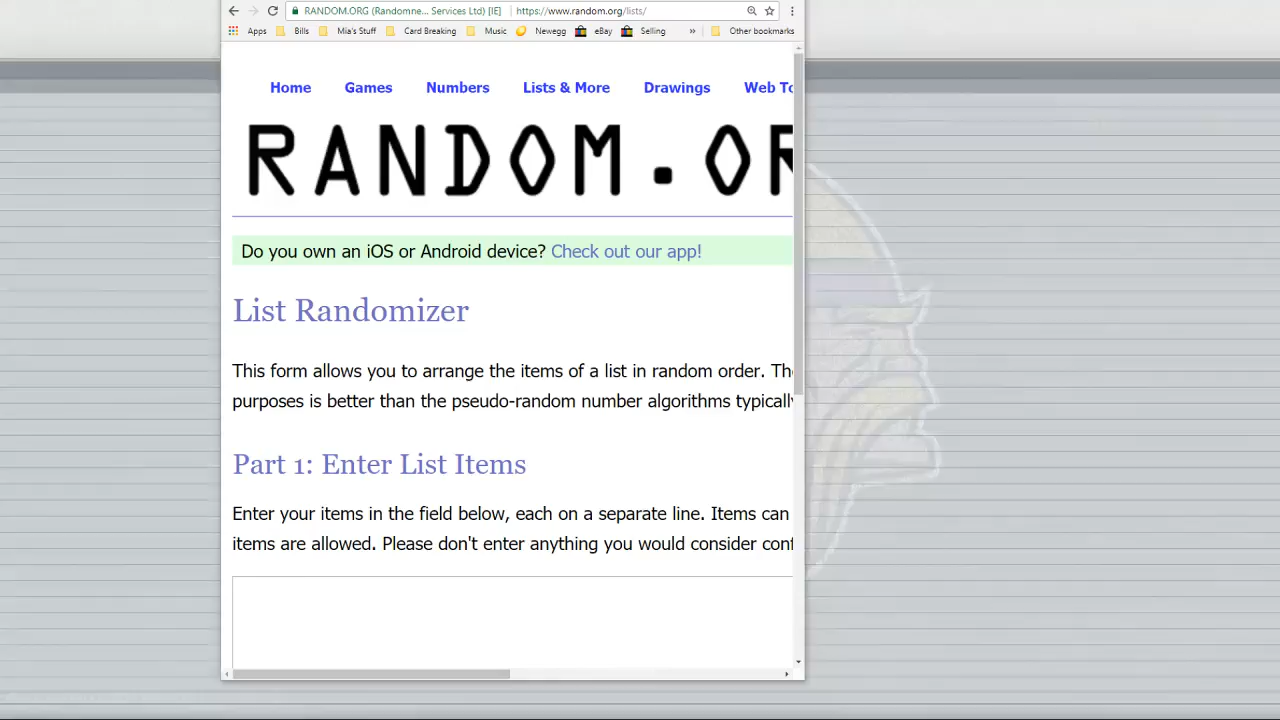 RANDOM.ORG (Randomne... Services Ltd) [IE] https://www.random.org/lists/
Apps Bills Mia's Stuff Card Breaking Music Newegg eBay Selling » Other bookmarks
Home Games Numbers Lists & More Drawings Web To
RANDOM.OR
Do you own an iOS or Android device? Check out our app!
List Randomizer
This form allows you to arrange the items of a list in random order. The
purposes is better than the pseudo-random number algorithms typically
Part 1: Enter List Items
Enter your items in the field below, each on a separate line. Items can
items are allowed. Please don't enter anything you would consider conf